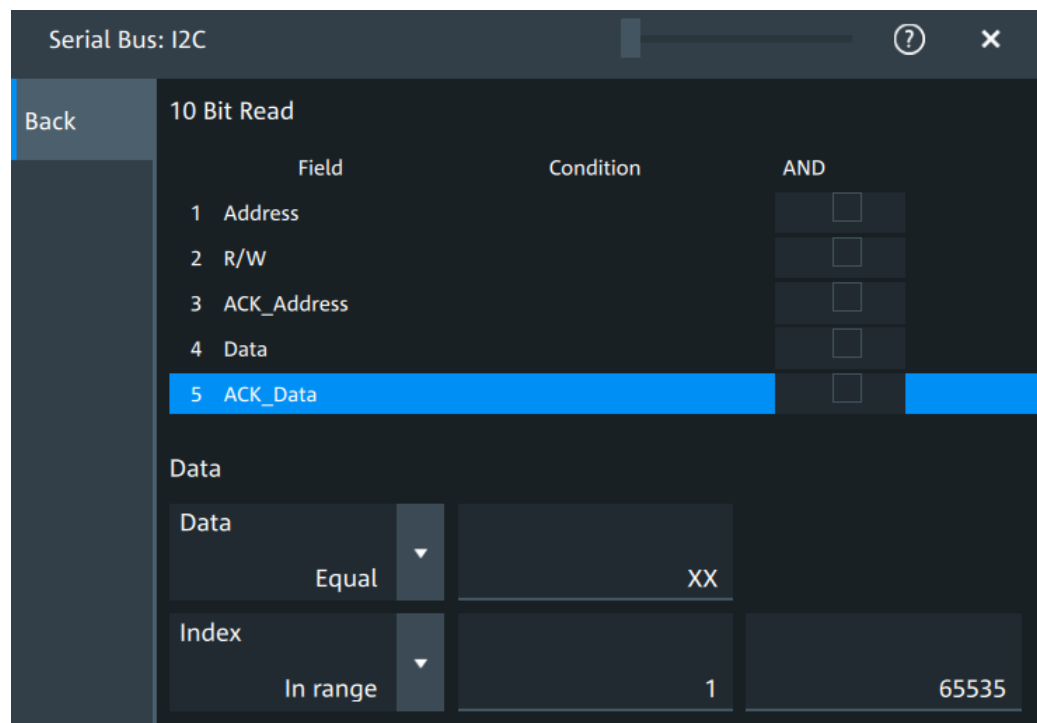 Serial Bus: I2C ? ×
Back
10 Bit Read
Field Condition AND
1 Address
2 R/W
3 ACK_Address
4 Data
5 ACK_Data
Data
Data
Equal XX
Index
In range 1 65535